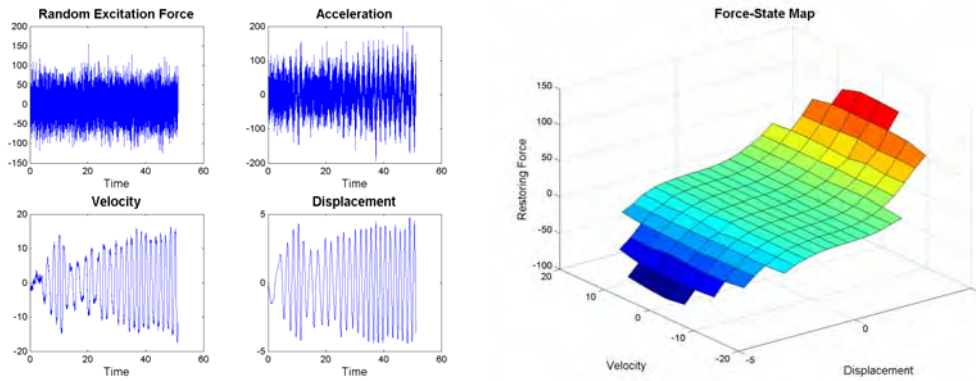 Random Excitation Force
200
150
100
50
0
-50
-100
-150
0 20 40 60
Time
Acceleration
200
100
0
-100
-200
0 20 40 60
Time
Velocity
20
10
0
-10
-20
0 20 40 60
Time
Displacement
5
0
-5
0 20 40 60
Time
Force-State Map
Restoring Force
150
100
50
0
-50
-100
20
10
0
-10
-20
Velocity
-5
0
Displacement